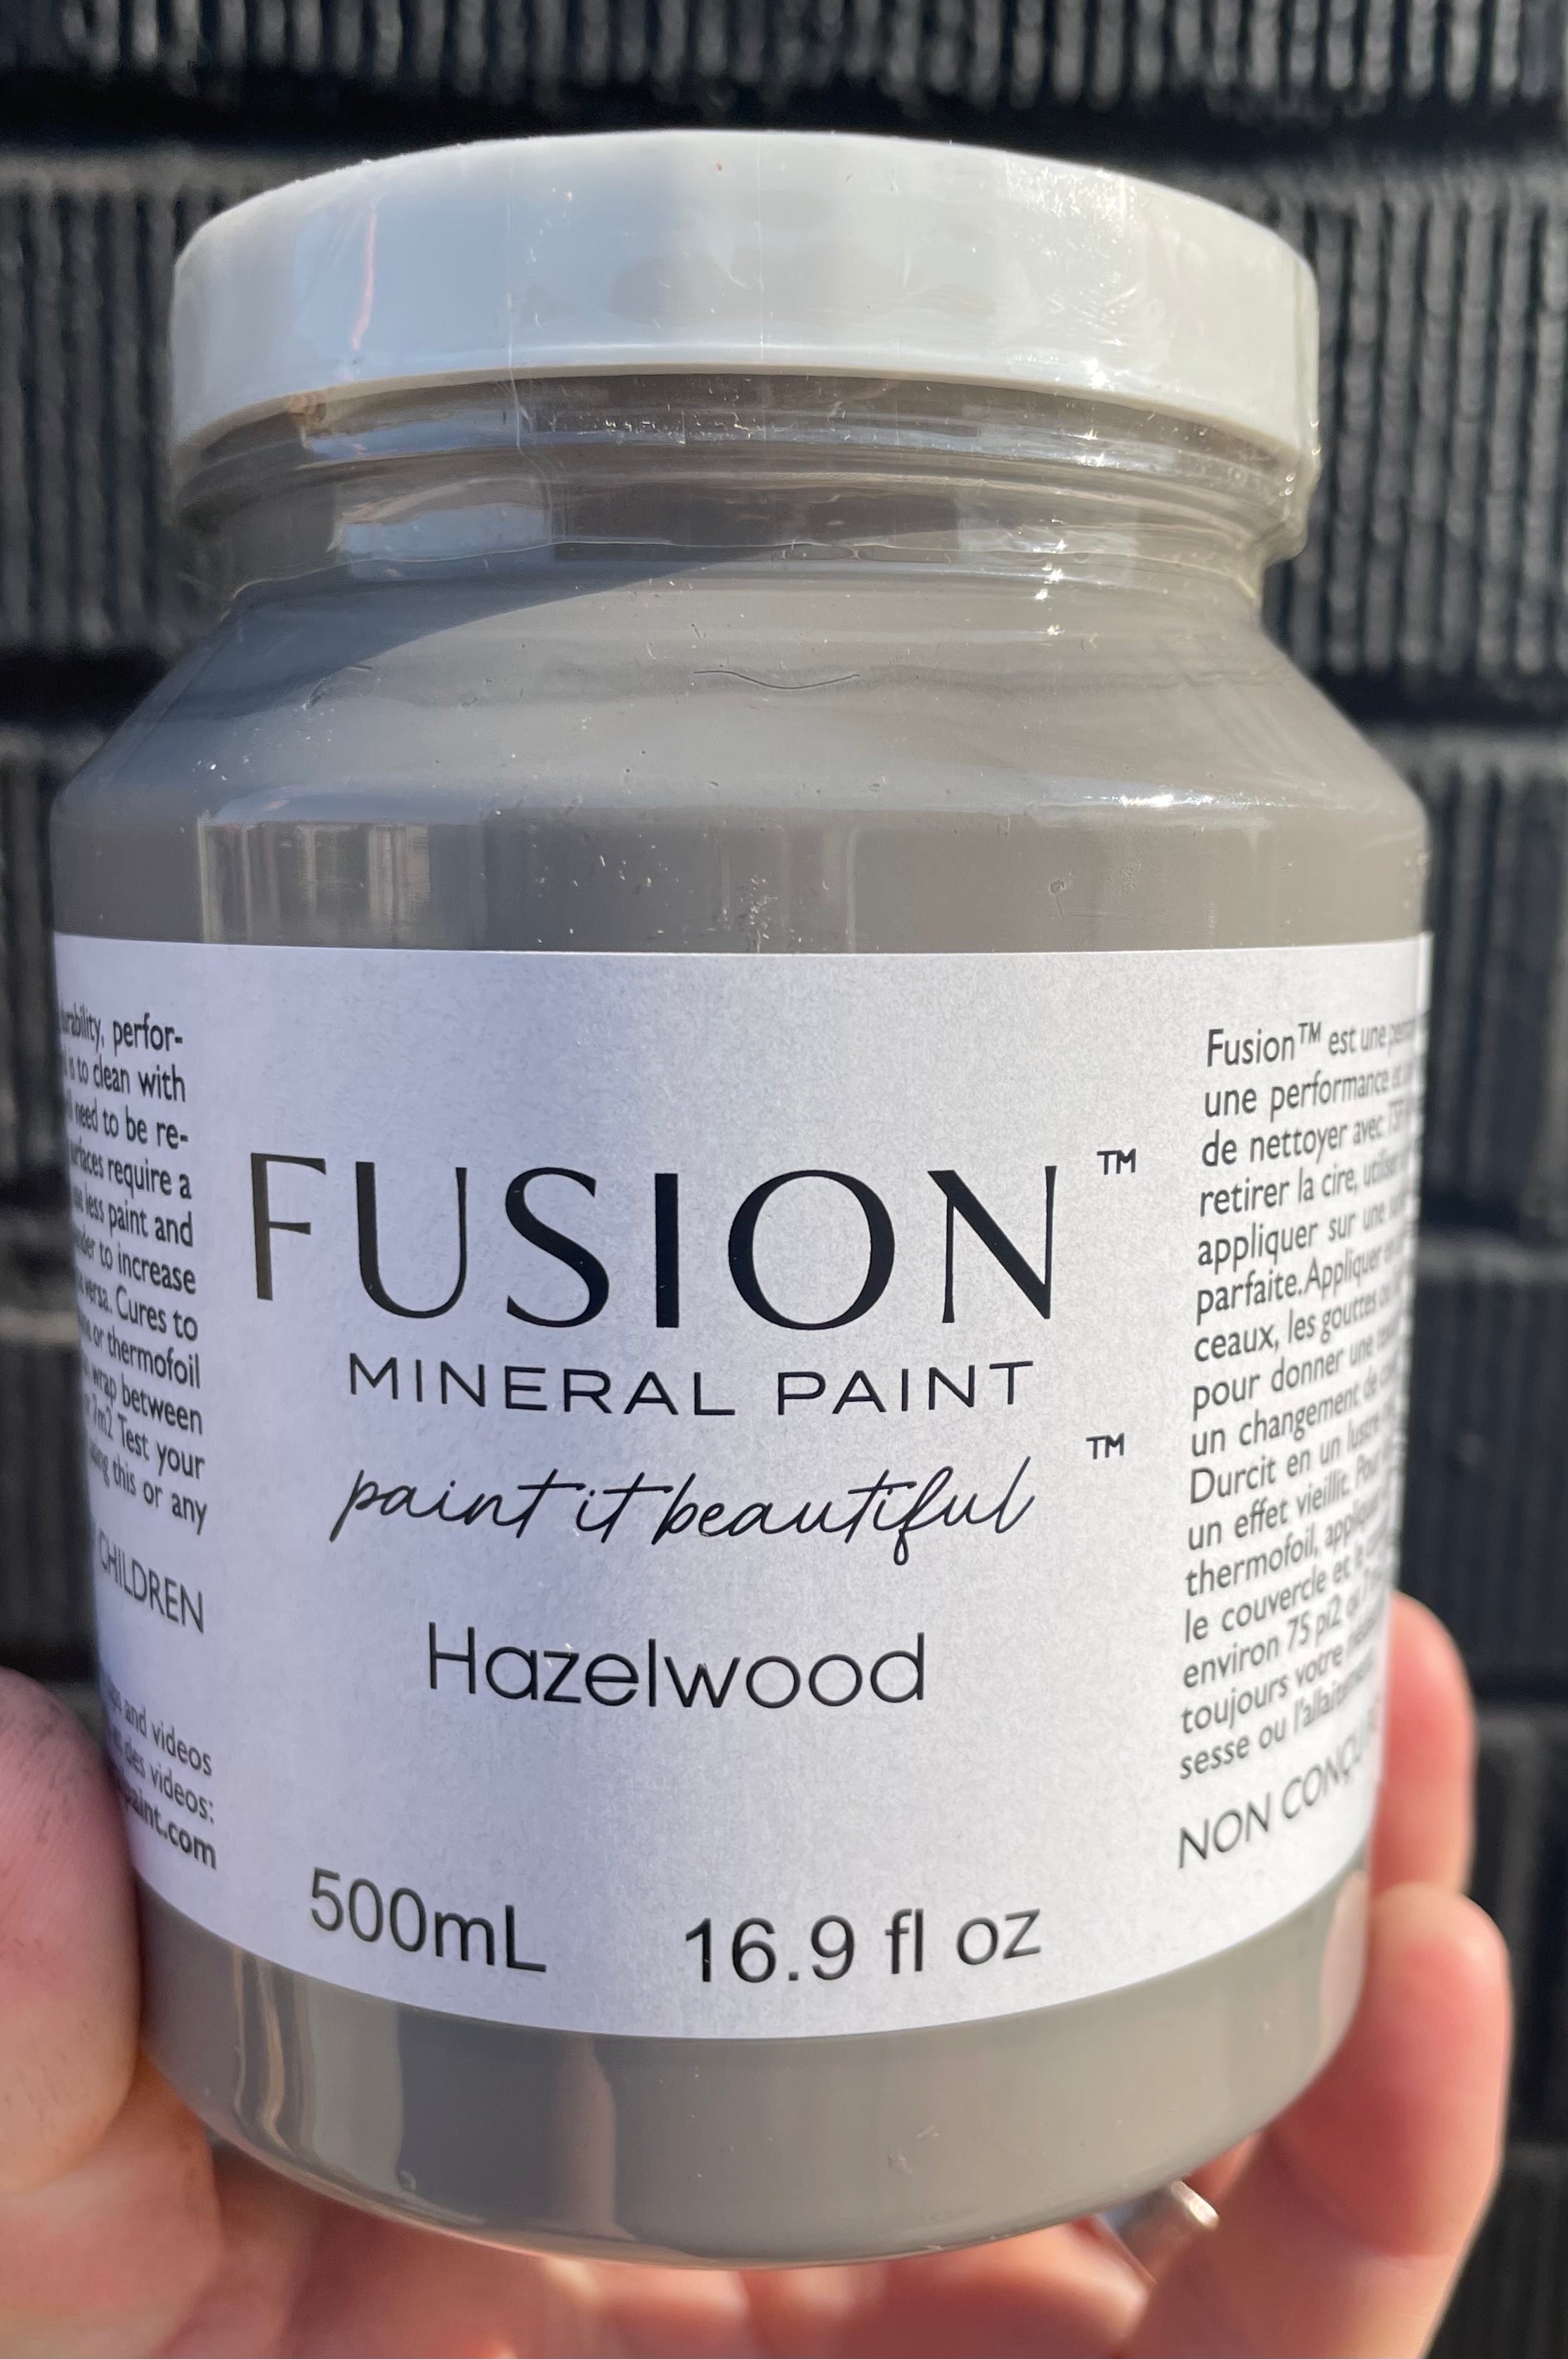 perfor-
to clean with
need to be re-
require a
less paint and
to increase
versa. Cures to
or thermofoil
wrap between
Test your
this or any
CHILDREN
and videos
des videos:
paint.com
FUSION™
MINERAL PAINT
paint it beautiful™
Hazelwood
500mL 16.9 fl oz
Fusion™ est une
une performance
de nettoyer avec
retirer la cire,
appliquer sur une
parfaite. Appliquer
ceaux, les gouttes
pour donner une
un changement de
Durcit en un lustre
un effet vieilli. Pour
thermofoil,
le couvercle et le
environ 75 pi2
toujours votre
sesse ou l'allaitement
NON CONÇU